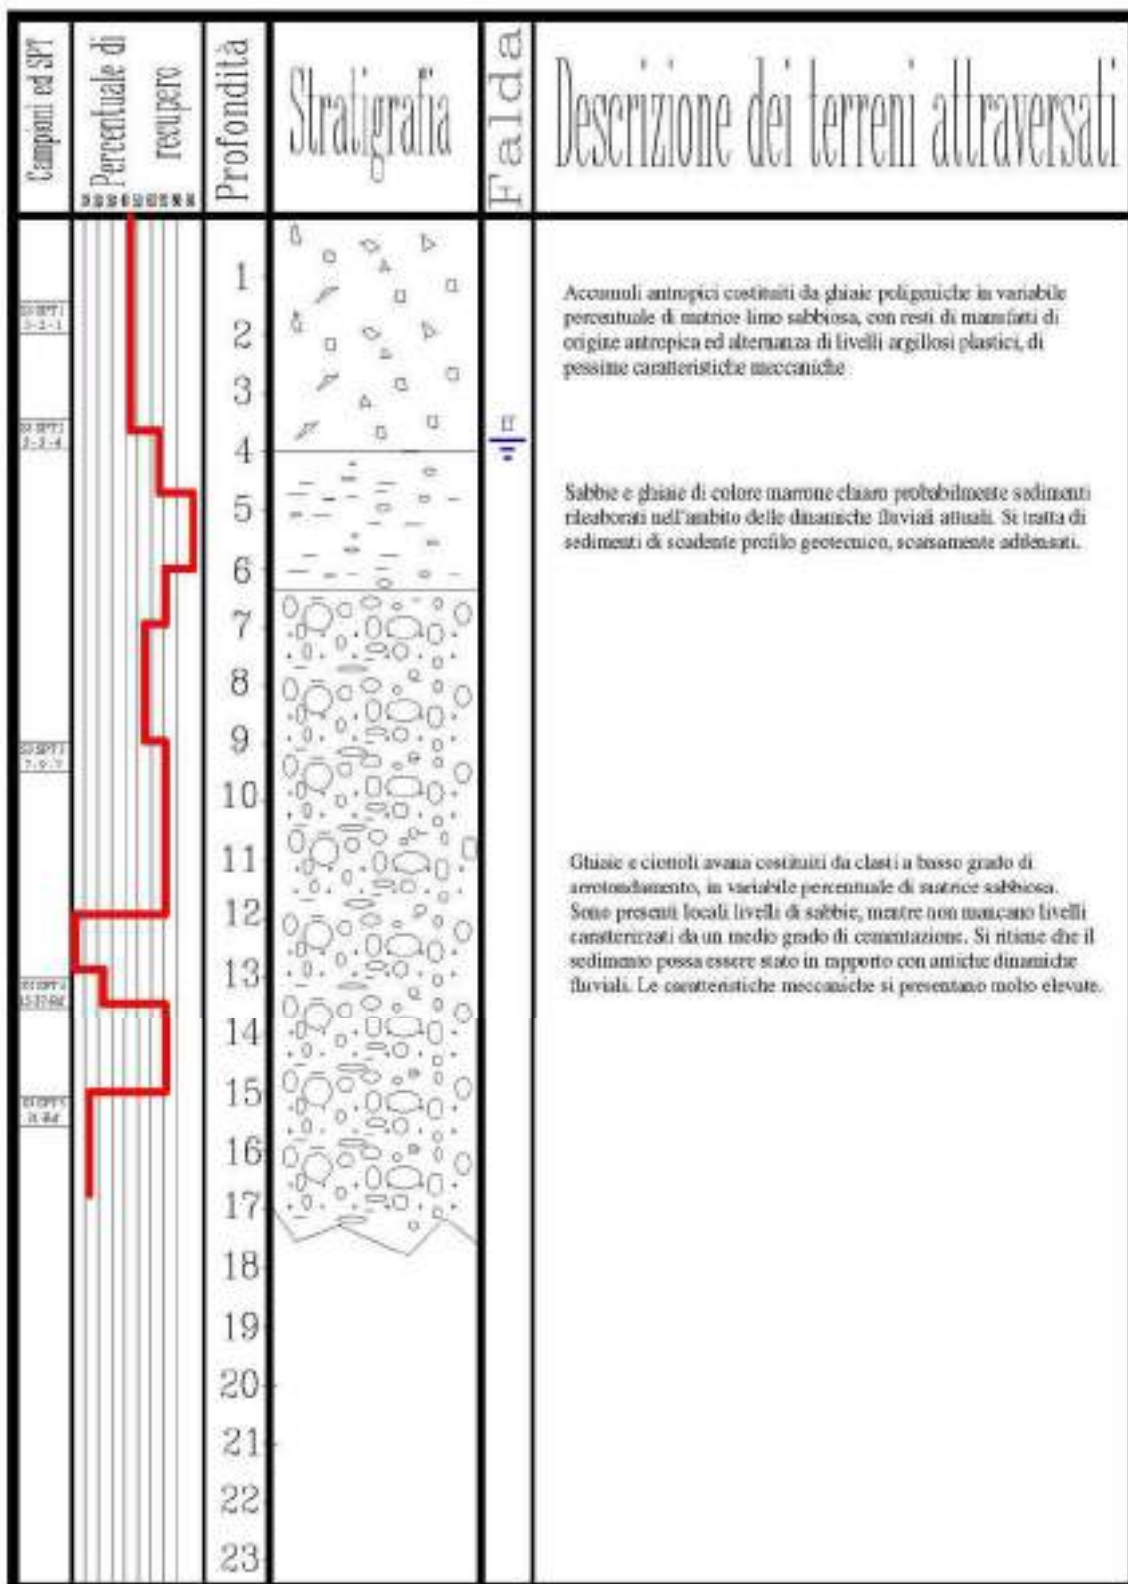 Campioni ed SPT
Percentuale di
recupero
Profondità
Stratigrafia
Falda
Descrizione dei terreni attraversati
1
2
3
4
5
6
7
8
9
10
11
12
13
14
15
16
17
18
19
20
21
22
23
Accumuli antropici costituiti da ghiaie poligeniche in variabile
percentuale di matrice limo sabbiosa, con resti di manufatti di
origine antropica ed alternanza di livelli argillosi plastici, di
pessime caratteristiche meccaniche
Sabbie e ghiaie di colore marrone chiaro probabilmente sedimenti
rileaborati nell'ambito delle dinamiche fluviali attuali. Si tratta di
sedimenti di scadente profilo geotecnico, scarsamente addensati.
Ghiaie e ciottoli avana costituiti da clasti a basso grado di
arrotondamento, in variabile percentuale di matrice sabbiosa.
Sono presenti locali livelli di sabbie, mentre non mancano livelli
caratterizzati da un medio grado di cementazione. Si ritiene che il
sedimento possa essere stato in rapporto con antiche dinamiche
fluviali. Le caratteristiche meccaniche si presentano molto elevate.